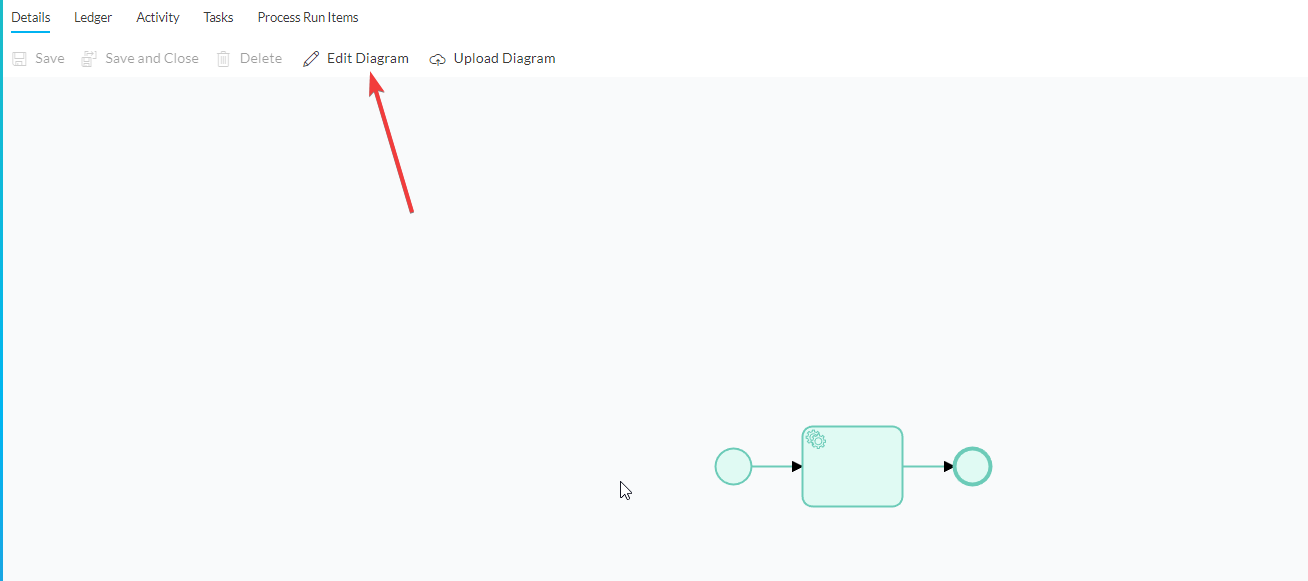 Details Ledger Activity Tasks Process Run Items
Save Save and Close Delete Edit Diagram Upload Diagram